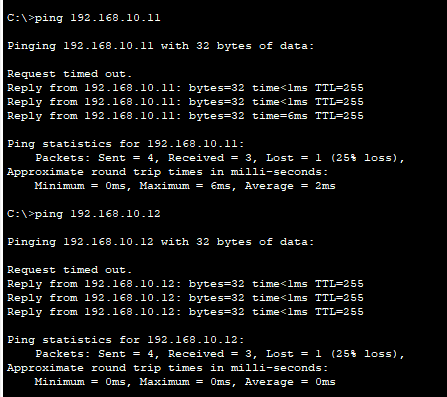 C:\>ping 192.168.10.11
Pinging 192.168.10.11 with 32 bytes of data:
Request timed out.
Reply from 192.168.10.11: bytes=32 time<1ms TTL=255
Reply from 192.168.10.11: bytes=32 time<1ms TTL=255
Reply from 192.168.10.11: bytes=32 time=6ms TTL=255
Ping statistics for 192.168.10.11:
Packets: Sent = 4, Received = 3, Lost = 1 (25% loss),
Approximate round trip times in milli-seconds:
Minimum = 0ms, Maximum = 6ms, Average = 2ms
C:\>ping 192.168.10.12
Pinging 192.168.10.12 with 32 bytes of data:
Request timed out.
Reply from 192.168.10.12: bytes=32 time<1ms TTL=255
Reply from 192.168.10.12: bytes=32 time<1ms TTL=255
Reply from 192.168.10.12: bytes=32 time<1ms TTL=255
Ping statistics for 192.168.10.12:
Packets: Sent = 4, Received = 3, Lost = 1 (25% loss),
Approximate round trip times in milli-seconds:
Minimum = 0ms, Maximum = 0ms, Average = 0ms